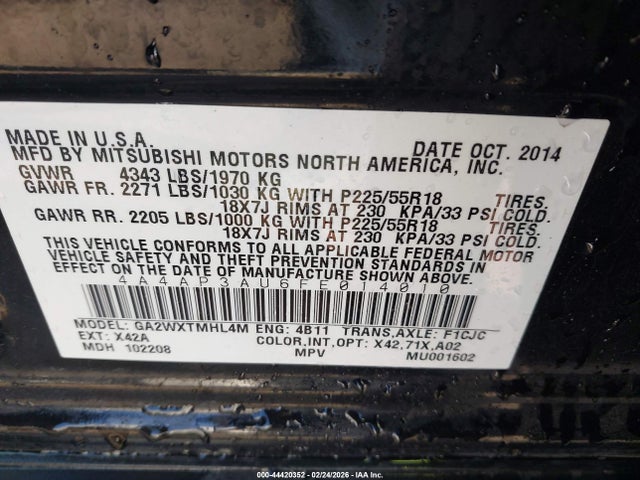 MADE IN U.S.A. DATE OCT. 2014
MFD BY MITSUBISHI MOTORS NORTH AMERICA, INC.
GVWR 4343 LBS/1970 KG
GAWR FR. 2271 LBS/1030 KG WITH P225/55R18 TIRES.
18X7J RIMS AT 230 KPA/33 PSI COLD.
GAWR RR. 2205 LBS/1000 KG WITH P225/55R18 TIRES.
18X7J RIMS AT 230 KPA/33 PSI COLD.
THIS VEHICLE CONFORMS TO ALL APPLICABLE FEDERAL MOTOR
VEHICLE SAFETY AND THEFT PREVENTION STANDARDS IN
EFFECT ON THE DATE OF MANUFACTURE SHOWN ABOVE.
4A4AP3AU6FE014010
MODEL: GA2WXTMHL4M ENG: 4B11 TRANS,AXLE: F1CJC
EXT: X42A COLOR,INT,OPT: X42,71X,A02
MDH 102208 MPV MU001602
000-44420352 - 02/24/2026 - IAA Inc.